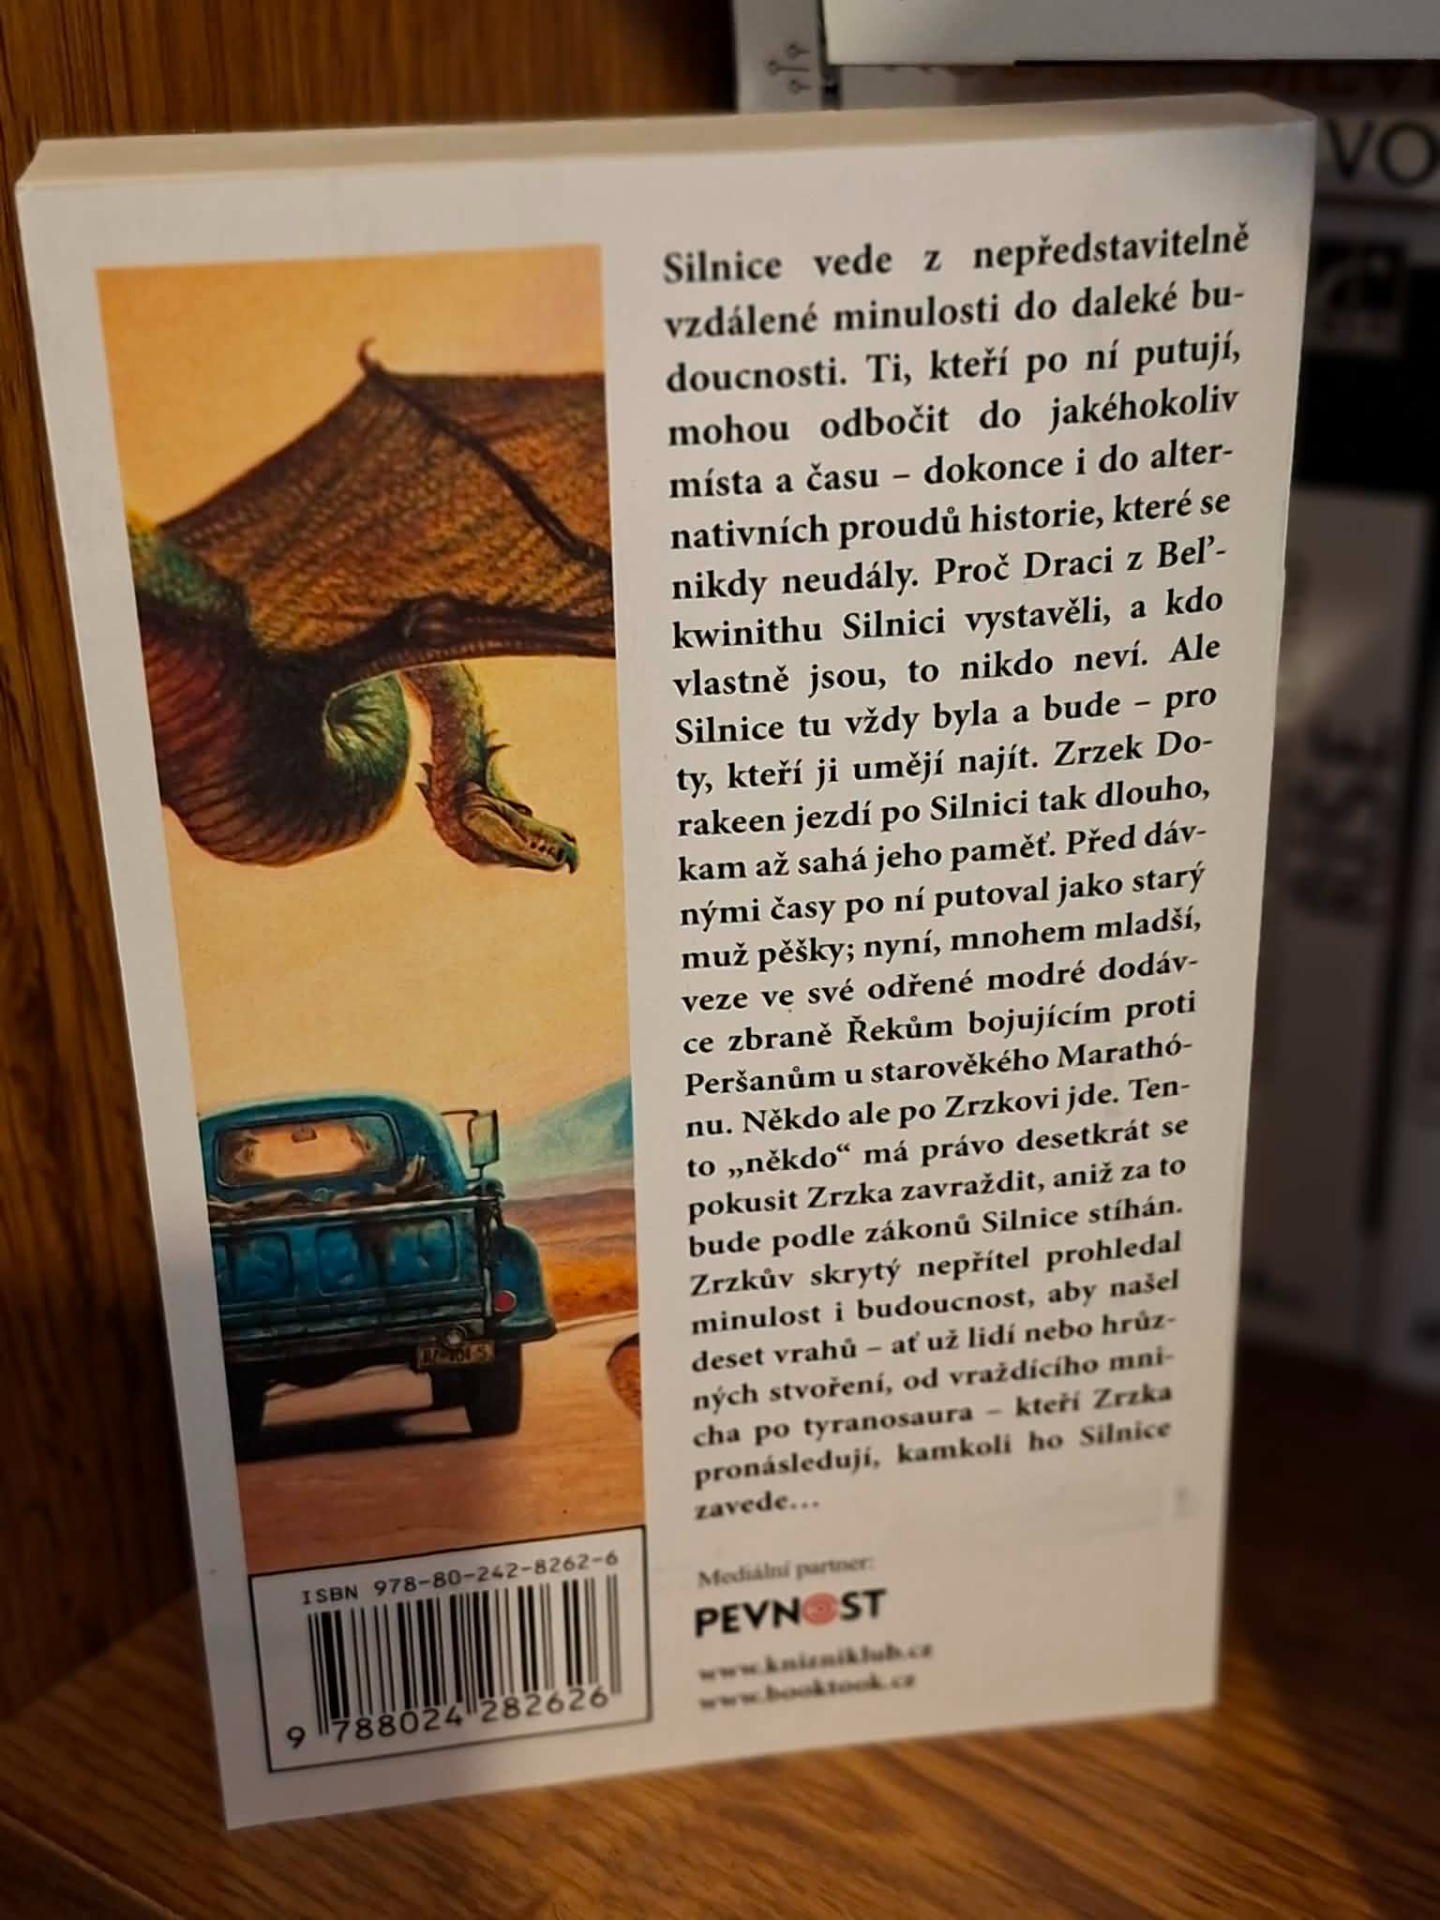 VO
Silnice vede z nepředstavitelně
vzdálené minulosti do daleké bu-
doucnosti. Ti, kteří po ní putují,
mohou odbočit do jakéhokoliv
místa a času – dokonce i do alter-
nativních proudů historie, které se
nikdy neudály. Proč Draci z Beľ-
kwinithu Silnici vystavěli, a kdo
vlastně jsou, to nikdo neví. Ale
Silnice tu vždy byla a bude – pro
ty, kteří ji umějí najít. Zrzek Do-
rakeen jezdí po Silnici tak dlouho,
kam až sahá jeho paměť. Před dáv-
nými časy po ní putoval jako starý
muž pěšky; nyní, mnohem mladší,
veze ve své odřené modré dodáv-
ce zbraně Řekům bojujícím proti
Peršanům u starověkého Marathó-
nu. Někdo ale po Zrzkovi jde. Ten-
to „někdo“ má právo desetkrát se
pokusit Zrzka zavraždit, aniž za to
bude podle zákonů Silnice stíhán.
Zrzkův skrytý nepřítel prohledal
minulost i budoucnost, aby našel
deset vrahů – ať už lidí nebo hrůz-
ných stvoření, od vraždícího mni-
cha po tyranosaura – kteří Zrzka
pronásledují, kamkoli ho Silnice
zavede...
ISBN 978-80-242-8262-6
9 788024 282626
Mediální partner:
PEVNOST
www.knizniklub.cz
www.booktook.cz